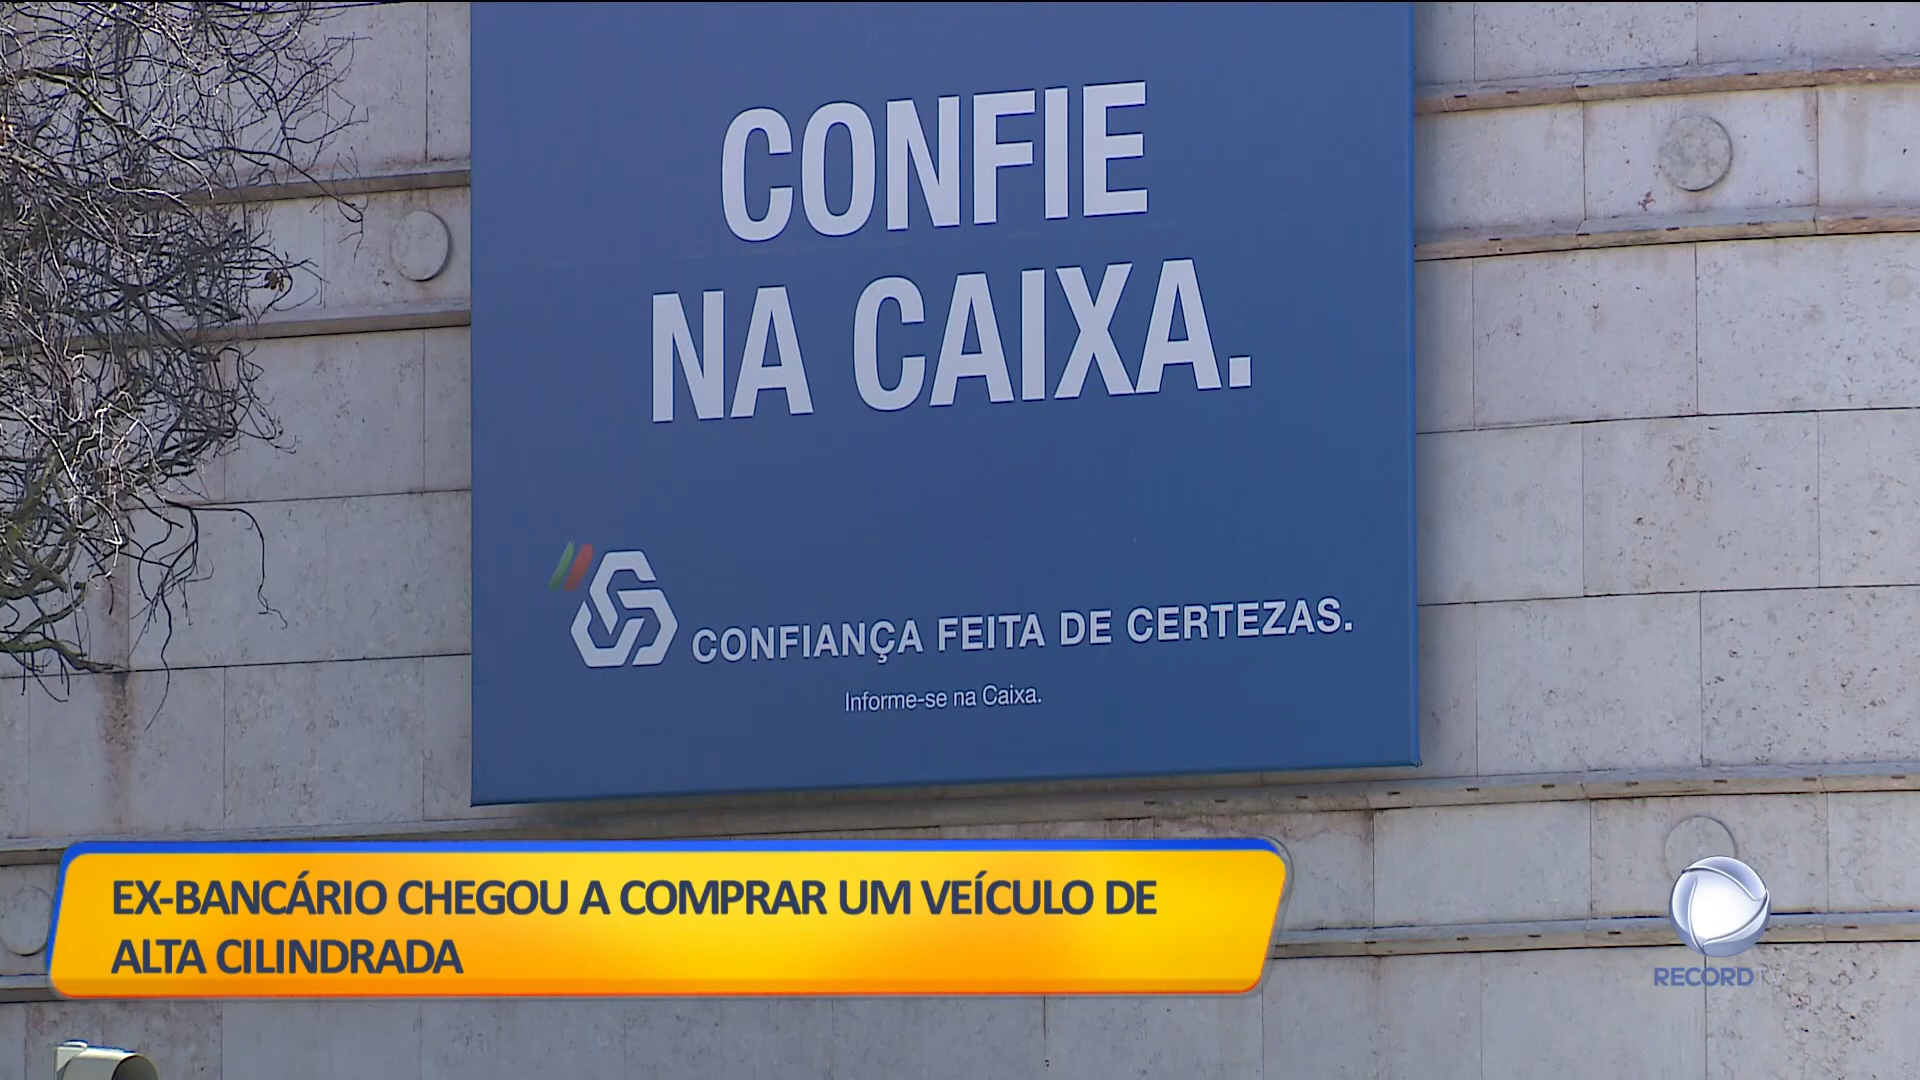 CONFIE
NA CAIXA.
CONFIANÇA FEITA DE CERTEZAS.
Informe-se na Caixa.
EX-BANCÁRIO CHEGOU A COMPRAR UM VEÍCULO DE
ALTA CILINDRADA
RECORD